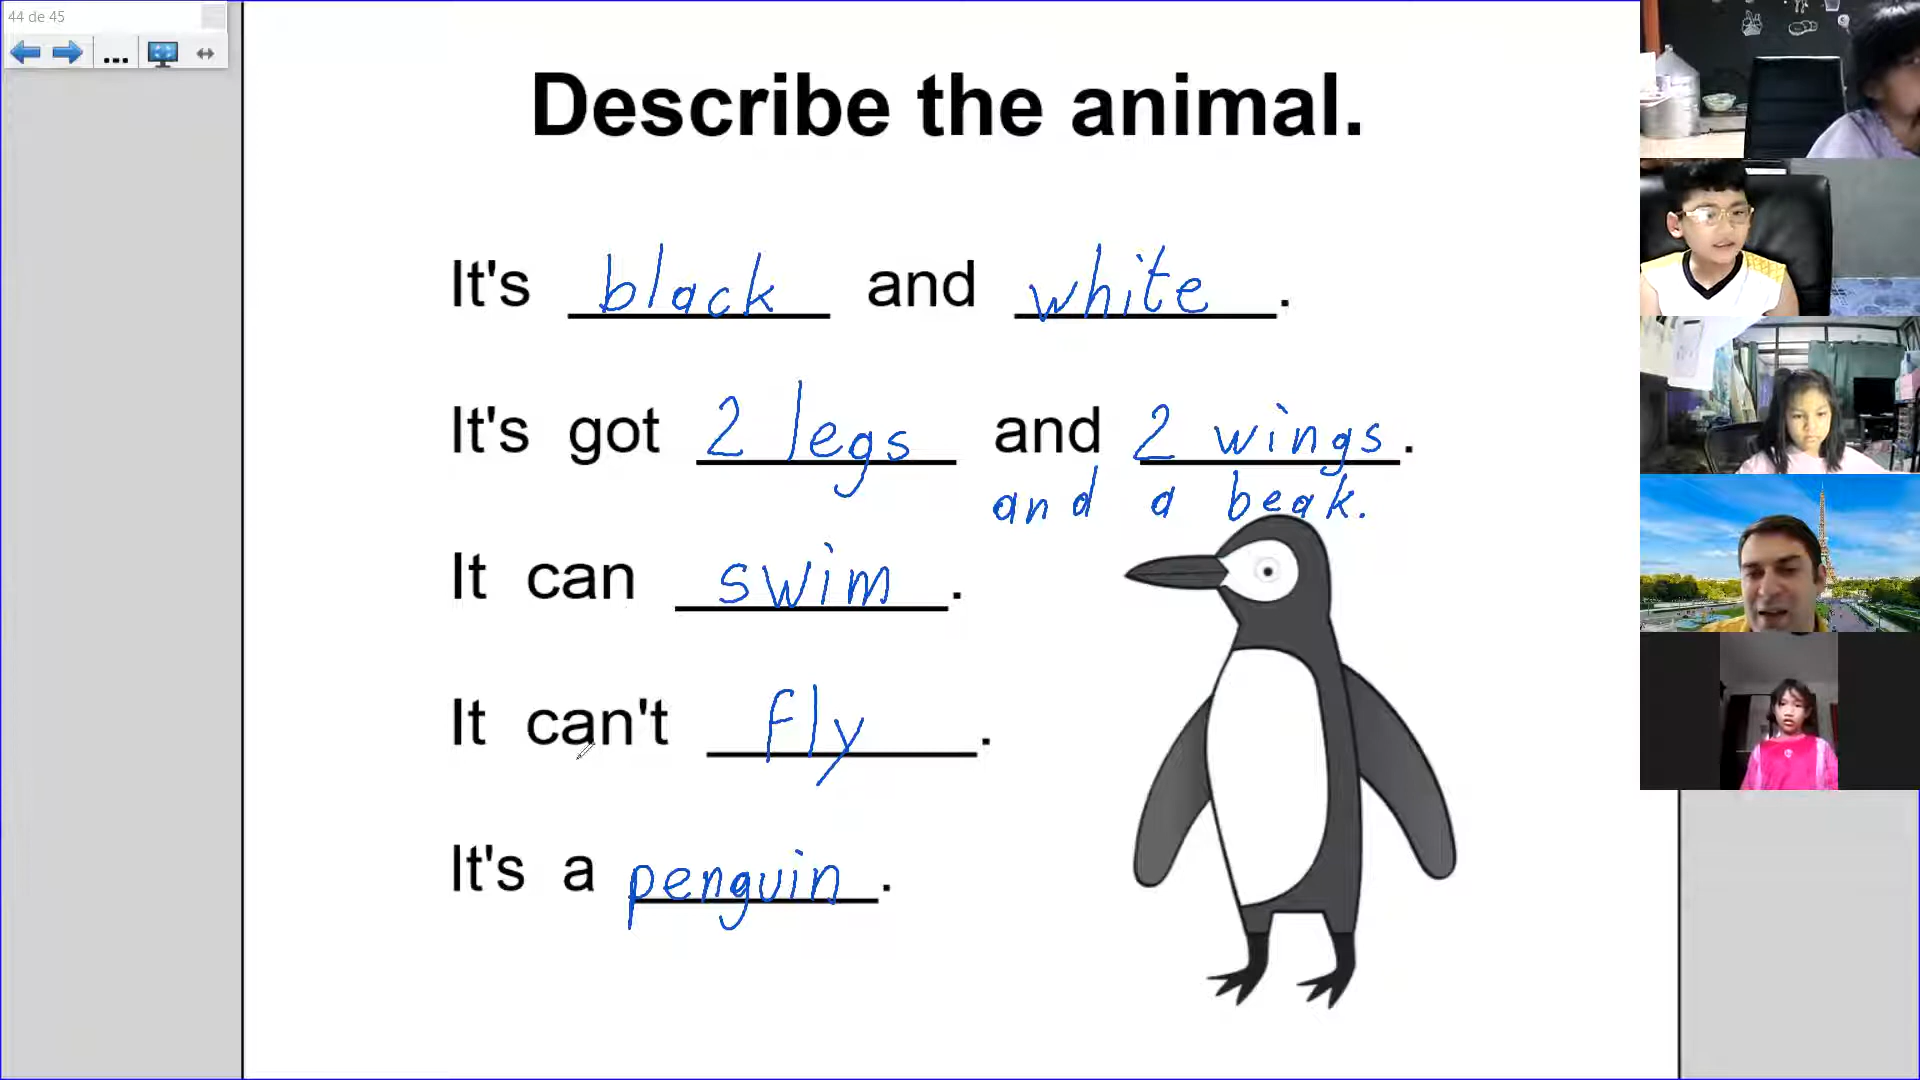 44 de 45
...
Describe the animal.
It's black and white.
It's got 2 legs and 2 wings.
and a beak.
It can swim.
It can't fly.
It's a penguin.